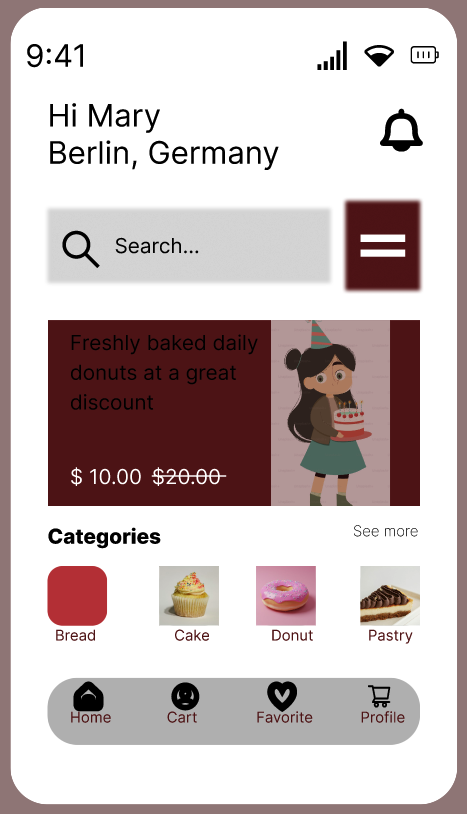 9:41
Hi Mary
Berlin, Germany
Search...
Freshly baked daily
donuts at a great
discount
$ 10.00 $20.00
Categories
See more
Bread Cake Donut Pastry
Home Cart Favorite Profile